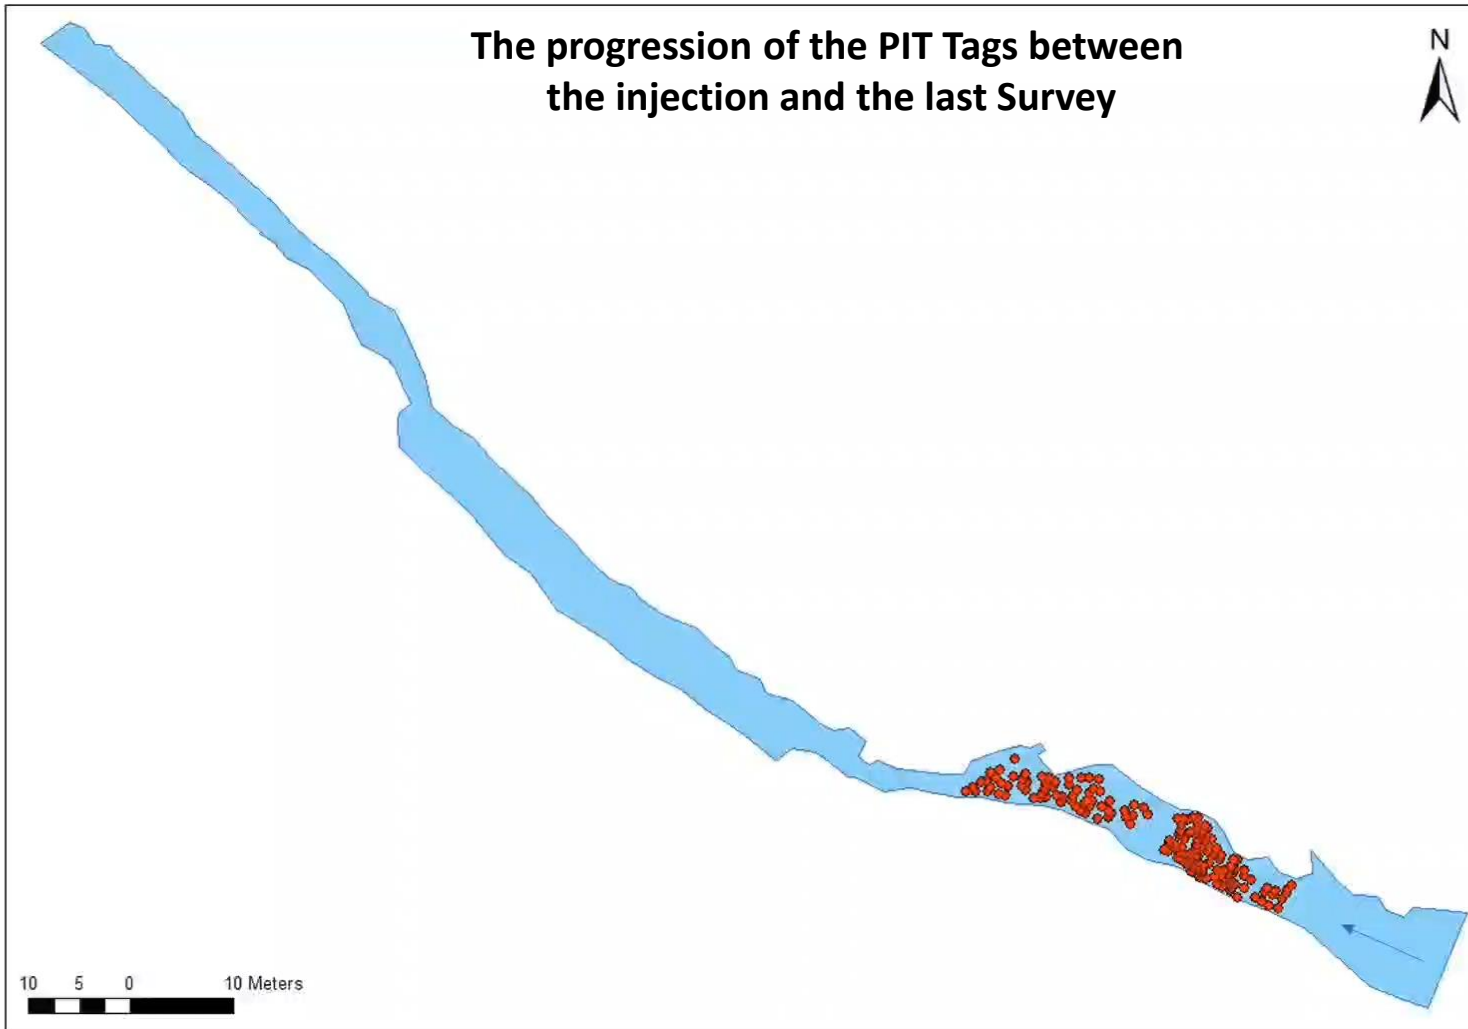 The progression of the PIT Tags between
the injection and the last Survey
N
10 5 0 10 Meters